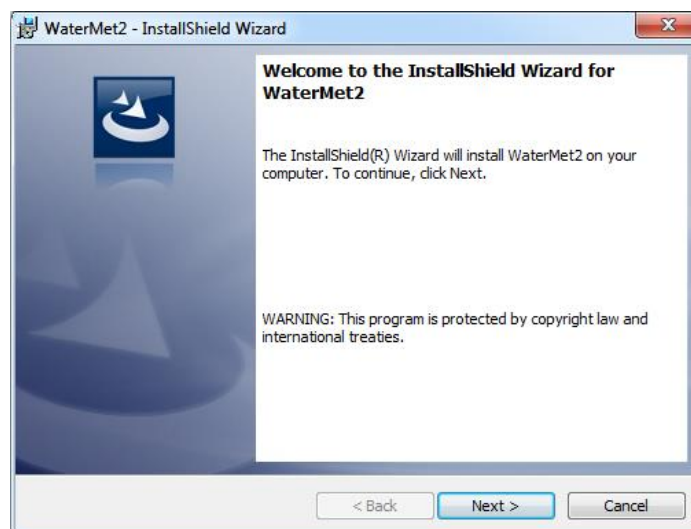 WaterMet2 - InstallShield Wizard
Welcome to the InstallShield Wizard for
WaterMet2
The InstallShield(R) Wizard will install WaterMet2 on your
computer. To continue, click Next.
WARNING: This program is protected by copyright law and
international treaties.
< Back
Next >
Cancel